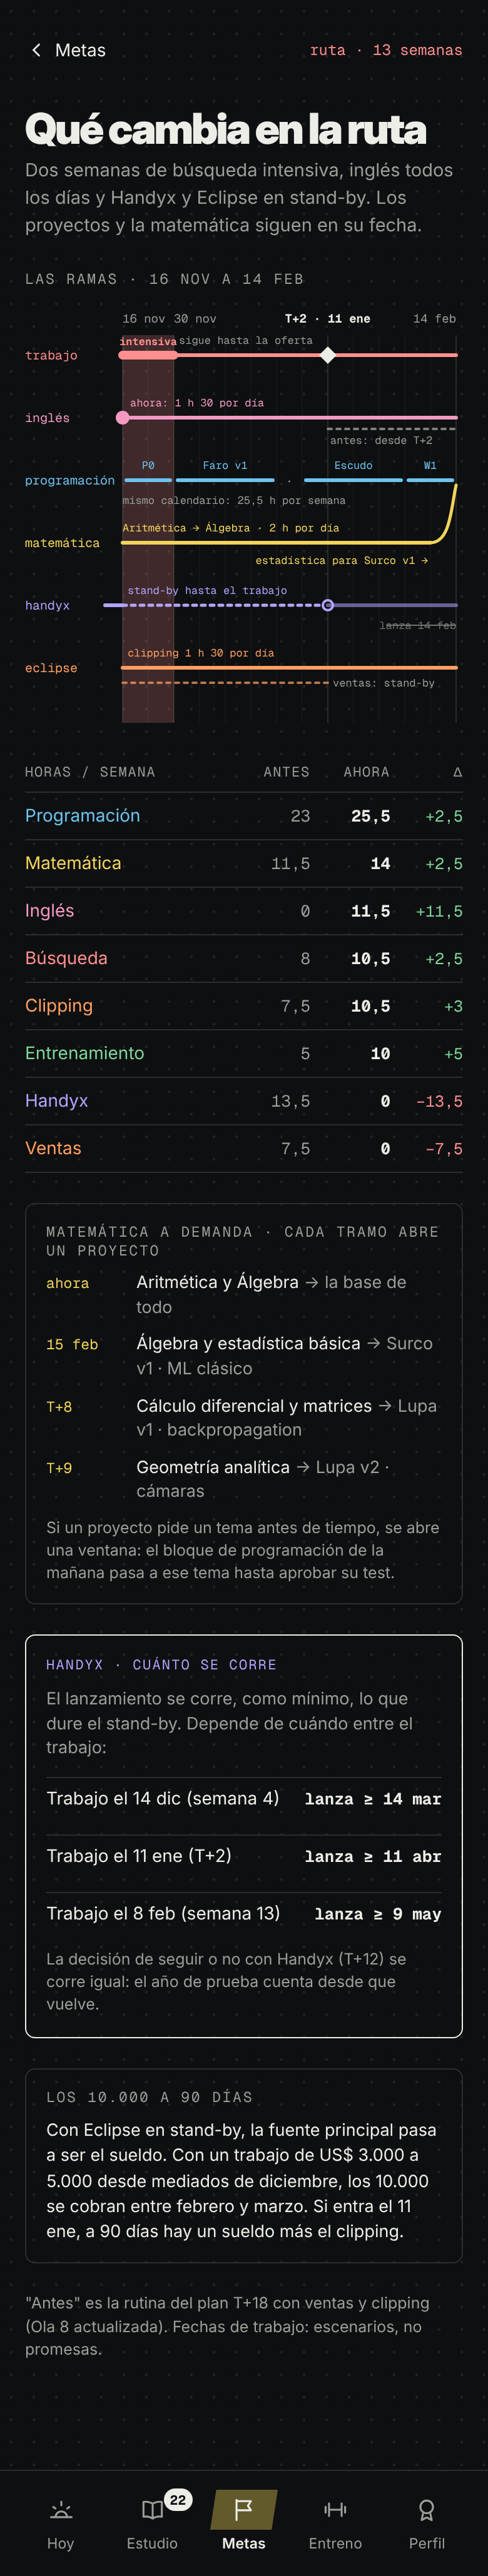 Metas
ruta · 13 semanas
Qué cambia en la ruta
Dos semanas de búsqueda intensiva, inglés todos
los días y Handyx y Eclipse en stand-by. Los
proyectos y la matemática siguen en su fecha.
LAS RAMAS · 16 NOV A 14 FEB
16 nov 30 nov T+2 · 11 ene 14 feb
intensiva sigue hasta la oferta
trabajo
ahora: 1 h 30 por día
inglés
antes: desde T+2
P0 Faro v1 · Escudo W1
programación
mismo calendario: 25,5 h por semana
Aritmética → Álgebra · 2 h por día
matemática
estadística para Surco v1 →
stand-by hasta el trabajo
handyx
lanza 14 feb
clipping 1 h 30 por día
eclipse
ventas: stand-by
HORAS / SEMANA ANTES AHORA Δ
Programación 23 25,5 +2,5
Matemática 11,5 14 +2,5
Inglés 0 11,5 +11,5
Búsqueda 8 10,5 +2,5
Clipping 7,5 10,5 +3
Entrenamiento 5 10 +5
Handyx 13,5 0 −13,5
Ventas 7,5 0 −7,5
MATEMÁTICA A DEMANDA · CADA TRAMO ABRE
UN PROYECTO
ahora Aritmética y Álgebra → la base de
todo
15 feb Álgebra y estadística básica → Surco
v1 · ML clásico
T+8 Cálculo diferencial y matrices → Lupa
v1 · backpropagation
T+9 Geometría analítica → Lupa v2 ·
cámaras
Si un proyecto pide un tema antes de tiempo, se abre
una ventana: el bloque de programación de la
mañana pasa a ese tema hasta aprobar su test.
HANDYX · CUÁNTO SE CORRE
El lanzamiento se corre, como mínimo, lo que
dure el stand-by. Depende de cuándo entre el
trabajo:
Trabajo el 14 dic (semana 4) lanza ≥ 14 mar
Trabajo el 11 ene (T+2) lanza ≥ 11 abr
Trabajo el 8 feb (semana 13) lanza ≥ 9 may
La decisión de seguir o no con Handyx (T+12) se
corre igual: el año de prueba cuenta desde que
vuelve.
LOS 10.000 A 90 DÍAS
Con Eclipse en stand-by, la fuente principal pasa
a ser el sueldo. Con un trabajo de US$ 3.000 a
5.000 desde mediados de diciembre, los 10.000
se cobran entre febrero y marzo. Si entra el 11
ene, a 90 días hay un sueldo más el clipping.
"Antes" es la rutina del plan T+18 con ventas y clipping
(Ola 8 actualizada). Fechas de trabajo: escenarios, no
promesas.
22
Hoy Estudio Metas Entreno Perfil